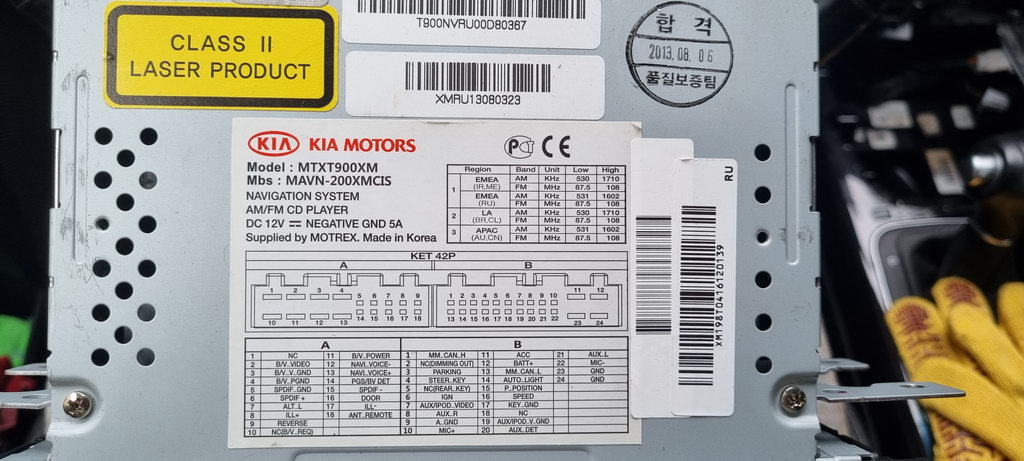 CLASS II
LASER PRODUCT
T900NVRU00D80367
XMRU13080323
합 격
2013.08.06
품질보증팀
KIA KIA MOTORS
PCT CE
Model : MTXT900XM
Mbs : MAVN-200XMCIS
NAVIGATION SYSTEM
AM/FM CD PLAYER
DC 12V NEGATIVE GND 5A
Supplied by MOTREX. Made in Korea
Region Band Unit Low High
1 EMEA (IR,ME) AM KHz 530 1710
FM MHz 87.5 108
EMEA (RU) AM KHz 531 1602
FM MHz 87.5 108
2 LA (BR,CL) AM KHz 530 1710
FM MHz 87.5 108
3 APAC (AU,CN) AM KHz 531 1602
FM MHz 87.5 108
RU
XM198T0416120139
KET 42P
A B
1 2 3 4 5 6 7 8 9
10 11 12 13 14 15 16 17 18
1 2 3 4 5 6 7 8 9 10 11 12
13 14 15 16 17 18 19 20 21 22 23 24
A
1 NC 11 B/V_POWER
2 B/V_VIDEO 12 NAVI_VOICE-
3 B/V_V_GND 13 NAVI_VOICE+
4 B/V_PGND 14 PGS/BV DET
5 SPDIF_GND 15 SPDIF -
6 SPDIF + 16 DOOR
7 ALT_L 17 ILL-
8 ILL+ 18 ANT_REMOTE
9 REVERSE
10 NC(B/V_REQ)
B
1 MM_CAN_H 11 ACC 21 AUX_L
2 NC(DIMMING OUT) 12 BATT+ 22 MIC-
3 PARKING 13 MM_CAN_L 23 GND
4 STEER_KEY 14 AUTO_LIGHT 24 GND
5 NC(REAR_KEY) 15 P_POSITION
6 IGN 16 SPEED
7 AUX/IPOD_VIDEO 17 KEY_GND
8 AUX_R 18 NC
9 A_GND 19 AUX/IPOD_V_GND
10 MIC+ 20 AUX_DET